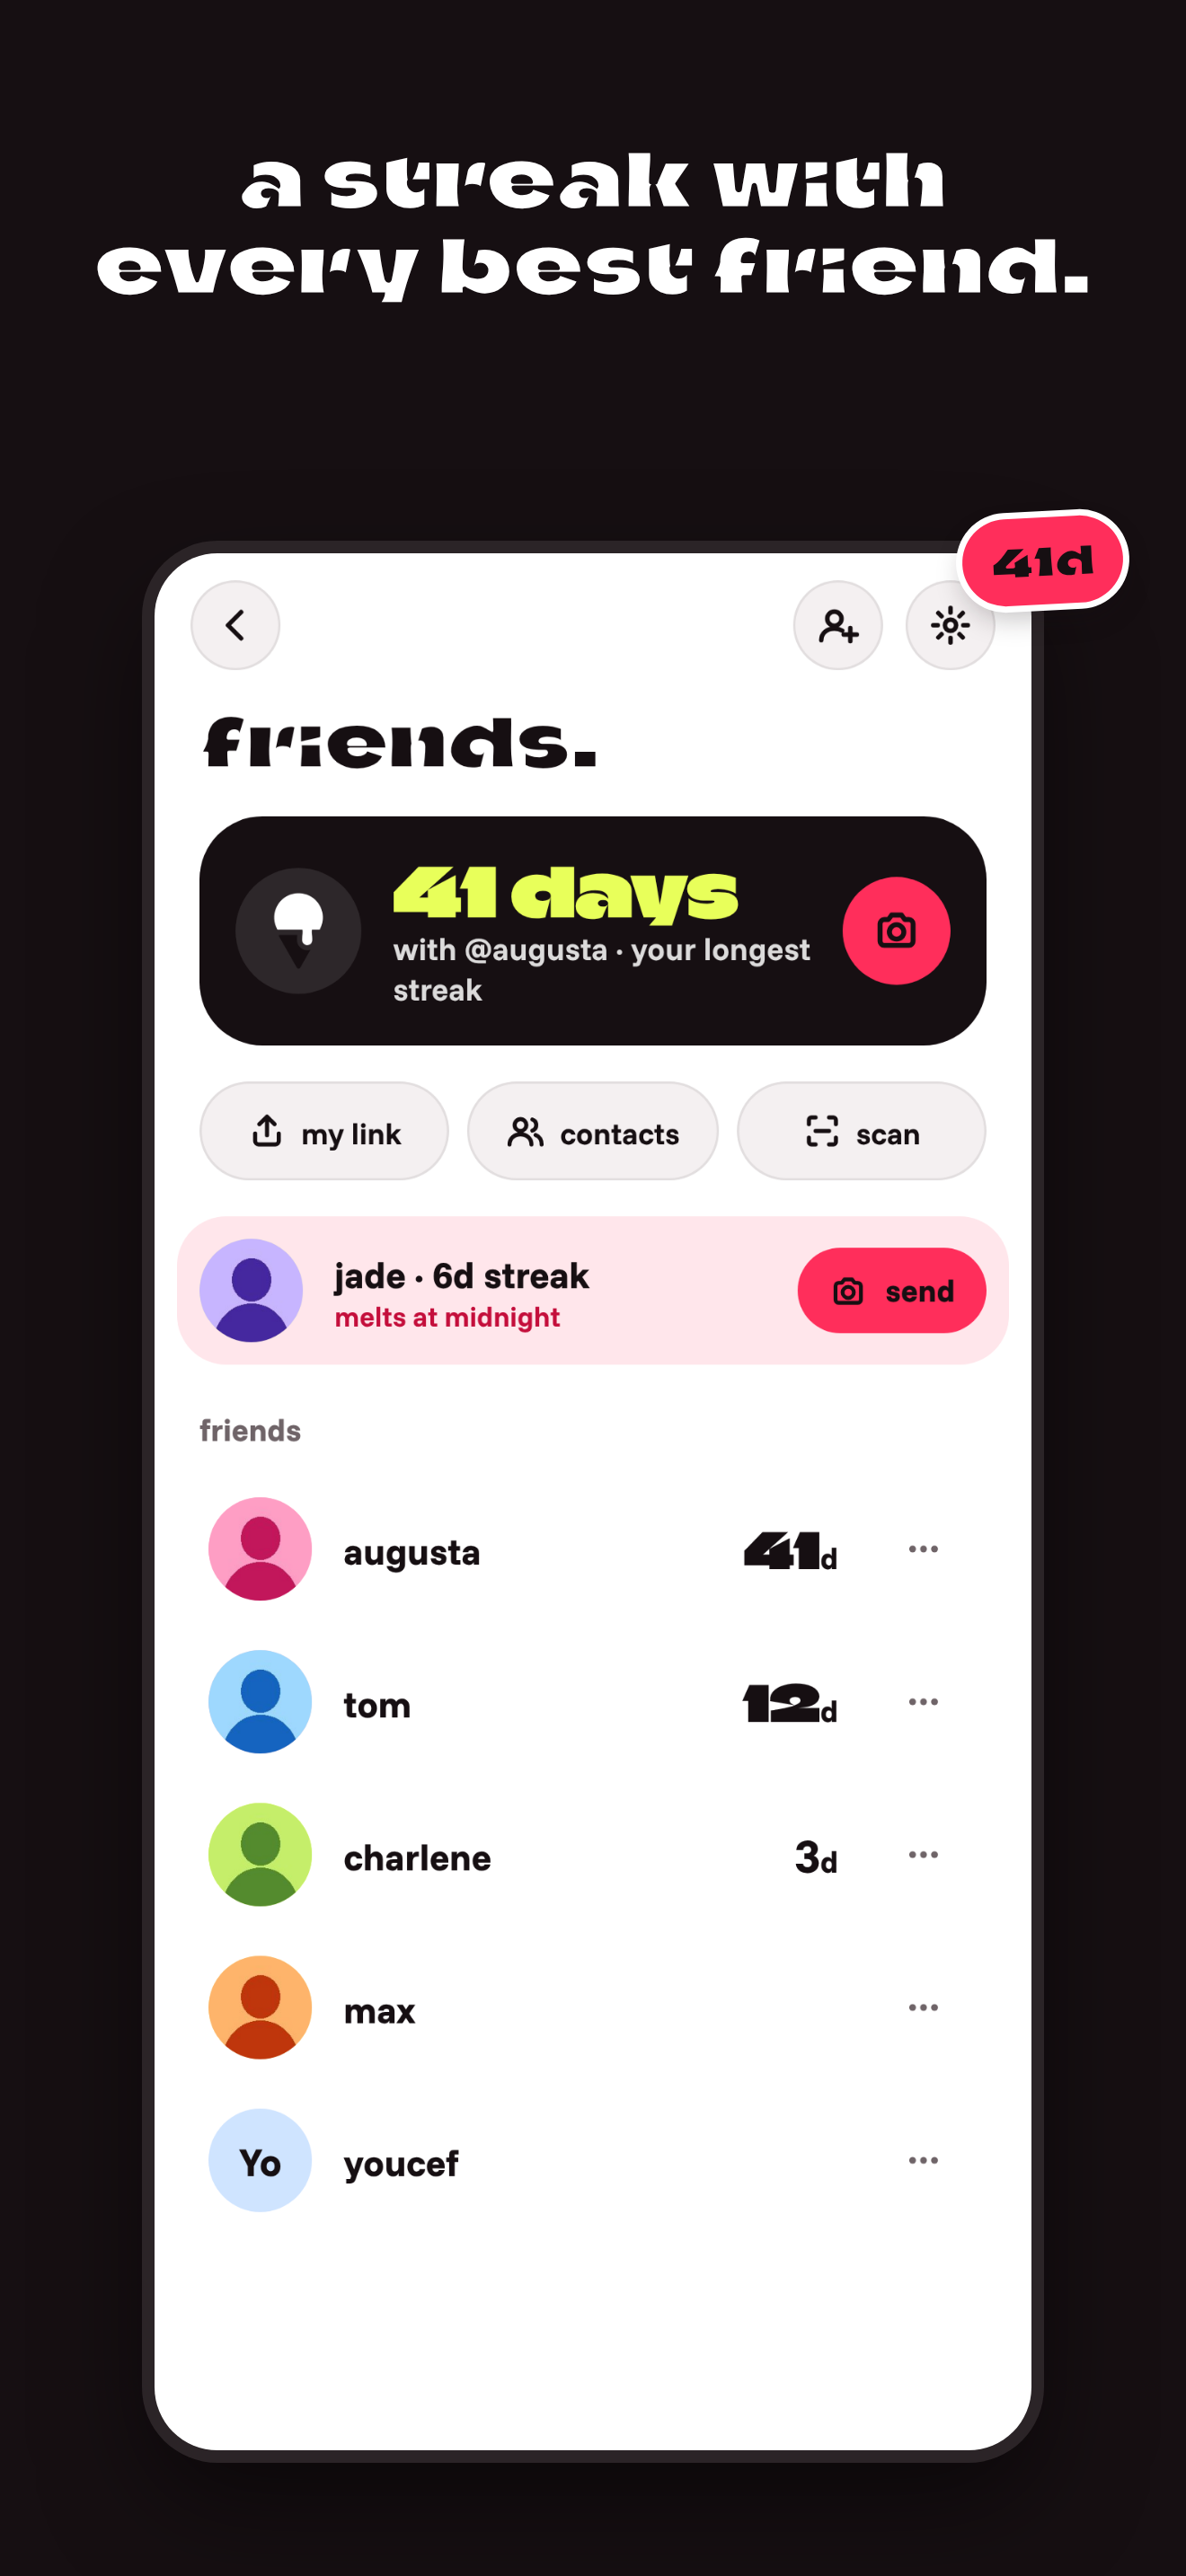 a streak with
every best friend.
41d
friends.
41 days
with @augusta · your longest
streak
my link
contacts
scan
jade · 6d streak
melts at midnight
send
friends
augusta
41d
tom
12d
charlene
3d
max
Yo
youcef